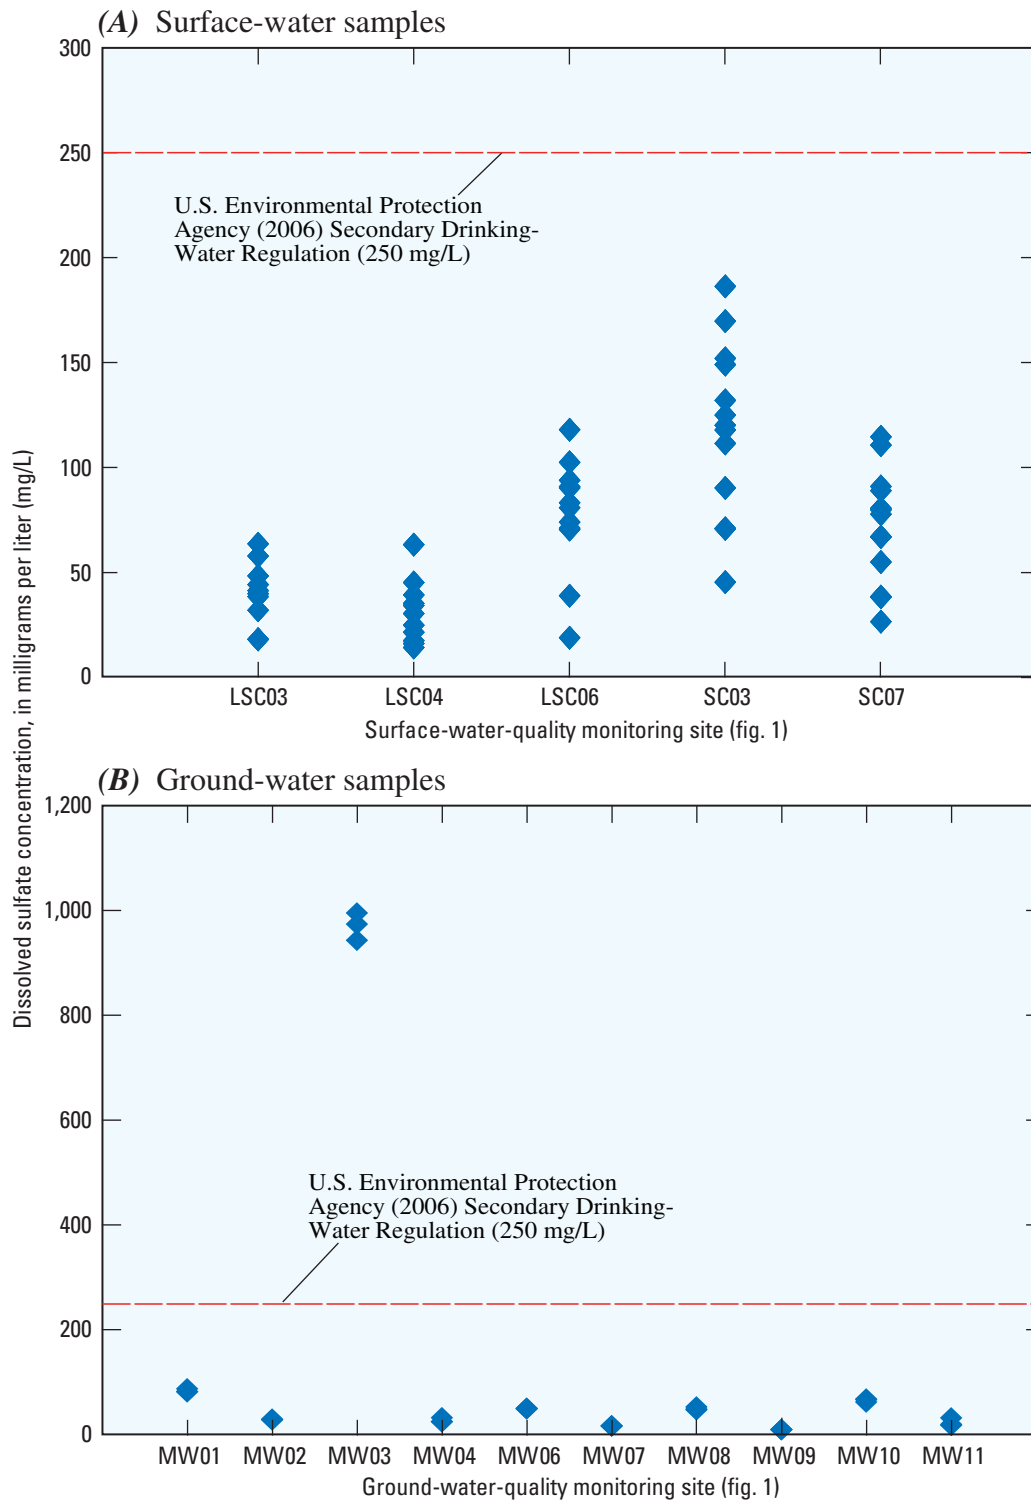 (A) Surface-water samples
300
250
200
150
100
50
0
U.S. Environmental Protection
Agency (2006) Secondary Drinking-
Water Regulation (250 mg/L)
LSC03 LSC04 LSC06 SC03 SC07
Surface-water-quality monitoring site (fig. 1)
Dissolved sulfate concentration, in milligrams per liter (mg/L)
(B) Ground-water samples
1,200
1,000
800
600
400
200
0
U.S. Environmental Protection
Agency (2006) Secondary Drinking-
Water Regulation (250 mg/L)
MW01 MW02 MW03 MW04 MW06 MW07 MW08 MW09 MW10 MW11
Ground-water-quality monitoring site (fig. 1)